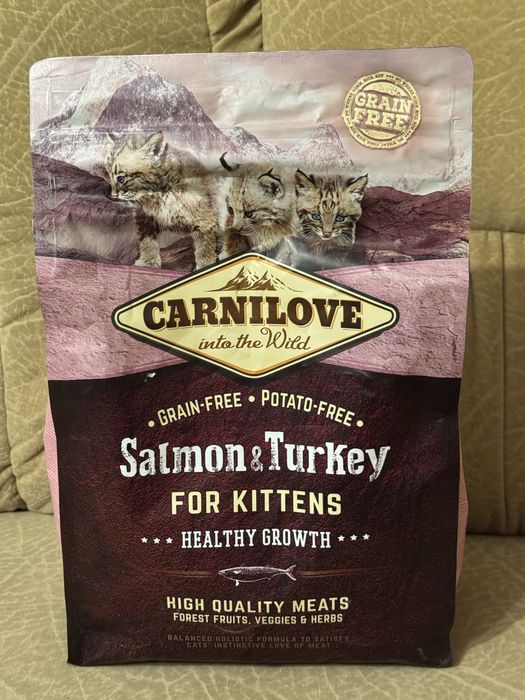 GRAIN
FREE
CARNILOVE
into the Wild
• GRAIN-FREE • POTATO-FREE •
Salmon & Turkey
FOR KITTENS
HEALTHY GROWTH
HIGH QUALITY MEATS
FOREST FRUITS, VEGGIES & HERBS
BALANCED HOLISTIC FORMULA TO SATISFY
CATS' INSTINCTIVE LOVE OF MEAT